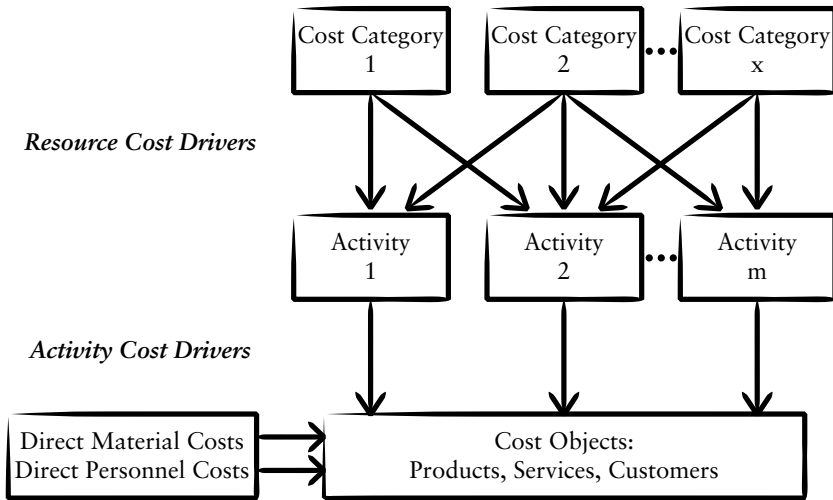 Cost Category
1
Cost Category
2
...
Cost Category
x
Resource Cost Drivers
Activity
1
Activity
2
...
Activity
m
Activity Cost Drivers
Direct Material Costs
Direct Personnel Costs
Cost Objects:
Products, Services, Customers